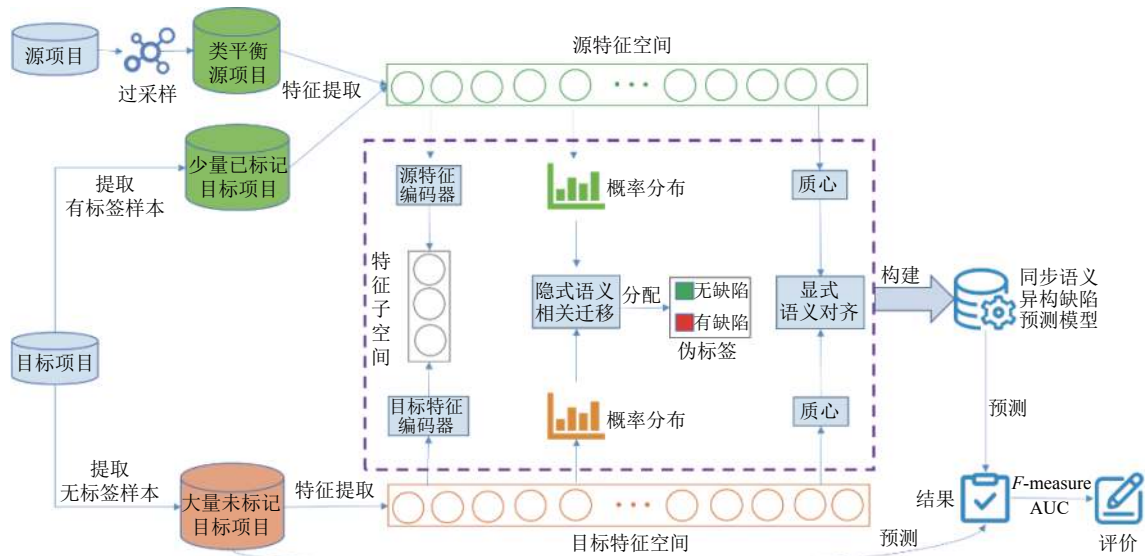 源项目
过采样
类平衡
源项目
特征提取
源特征空间
少量已标记
目标项目
提取
有标签样本
源特征
编码器
概率分布
质心
特征子空间
隐式语义
相关迁移
分配
无缺陷
有缺陷
伪标签
显式
语义对齐
构建
同步语义
异构缺陷
预测模型
目标项目
目标特征
编码器
概率分布
质心
预测
提取
无标签样本
大量未标记
目标项目
特征提取
目标特征空间
预测
结果
F-measure
AUC
评价